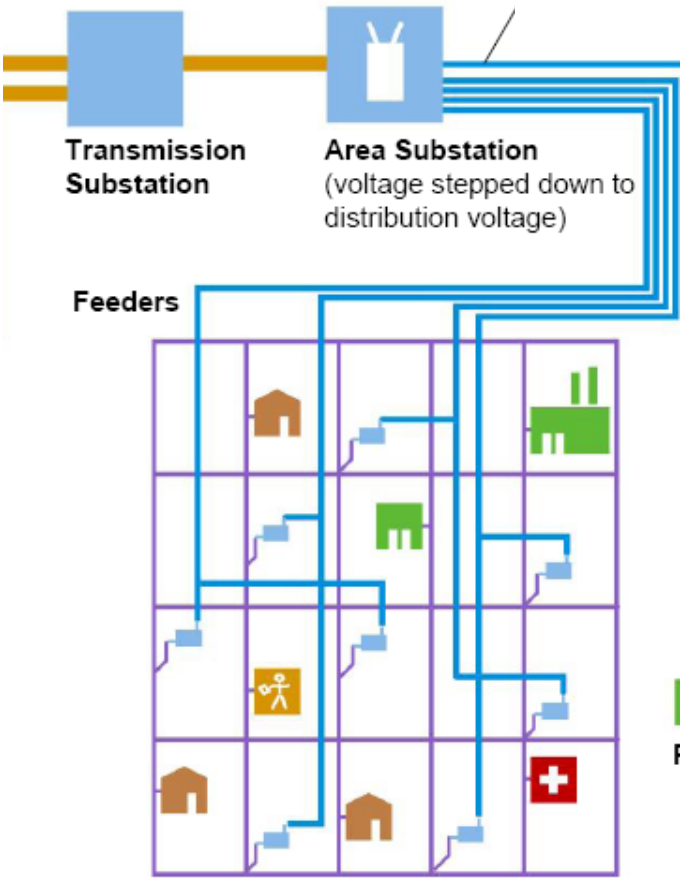 Transmission
Substation
Area Substation
(voltage stepped down to
distribution voltage)
Feeders